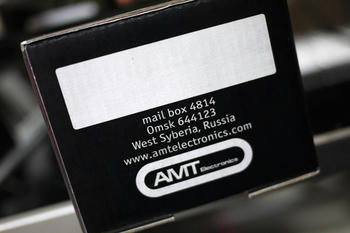 mail box 4814
Omsk 644123
West Syberia, Russia
www.amtelectronics.com
AMT Electronics